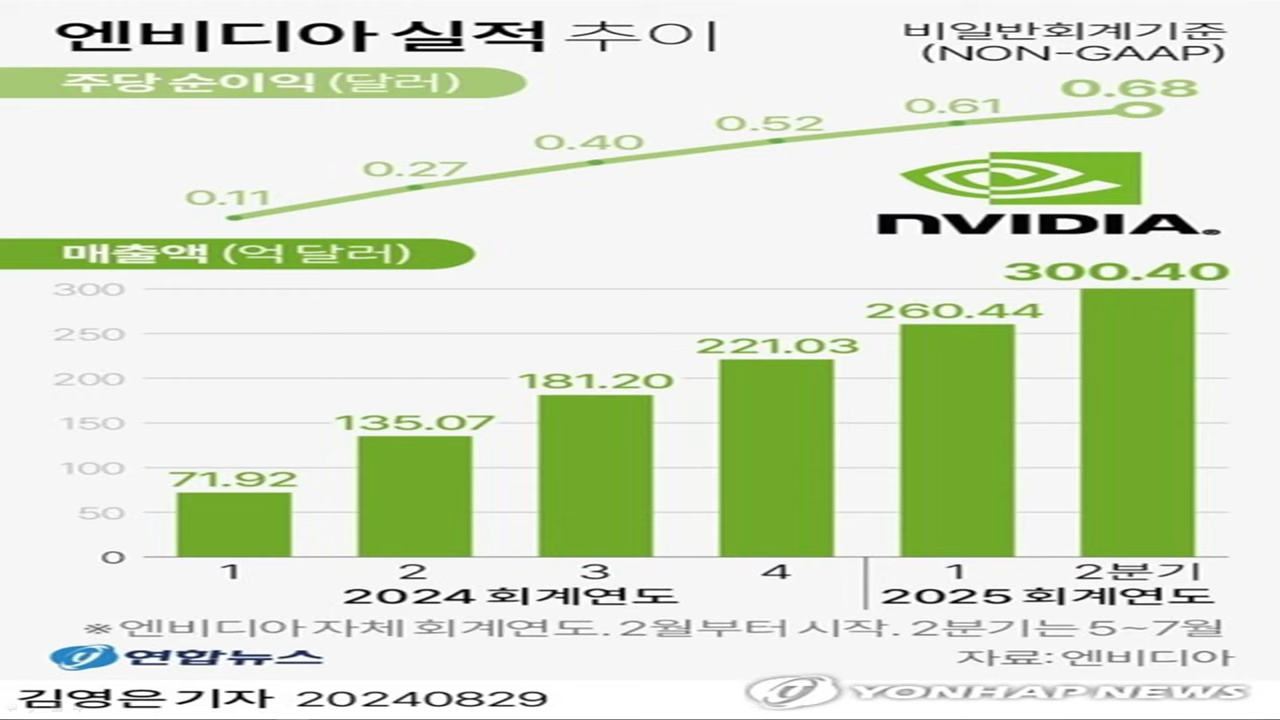 엔비디아 실적 추이
비일반회계기준
(NON-GAAP)
주당 순이익 (달러)
0.11
0.27
0.40
0.52
0.61
0.68
NVIDIA.
매출액 (억 달러)
300
250
200
150
100
50
0
71.92
135.07
181.20
221.03
260.44
300.40
1 2 3 4 1 2분기
2024 회계연도 2025 회계연도
※ 엔비디아 자체 회계연도. 2월부터 시작. 2분기는 5~7월
연합뉴스 자료: 엔비디아
김영은 기자 20240829
YONHAP NEWS